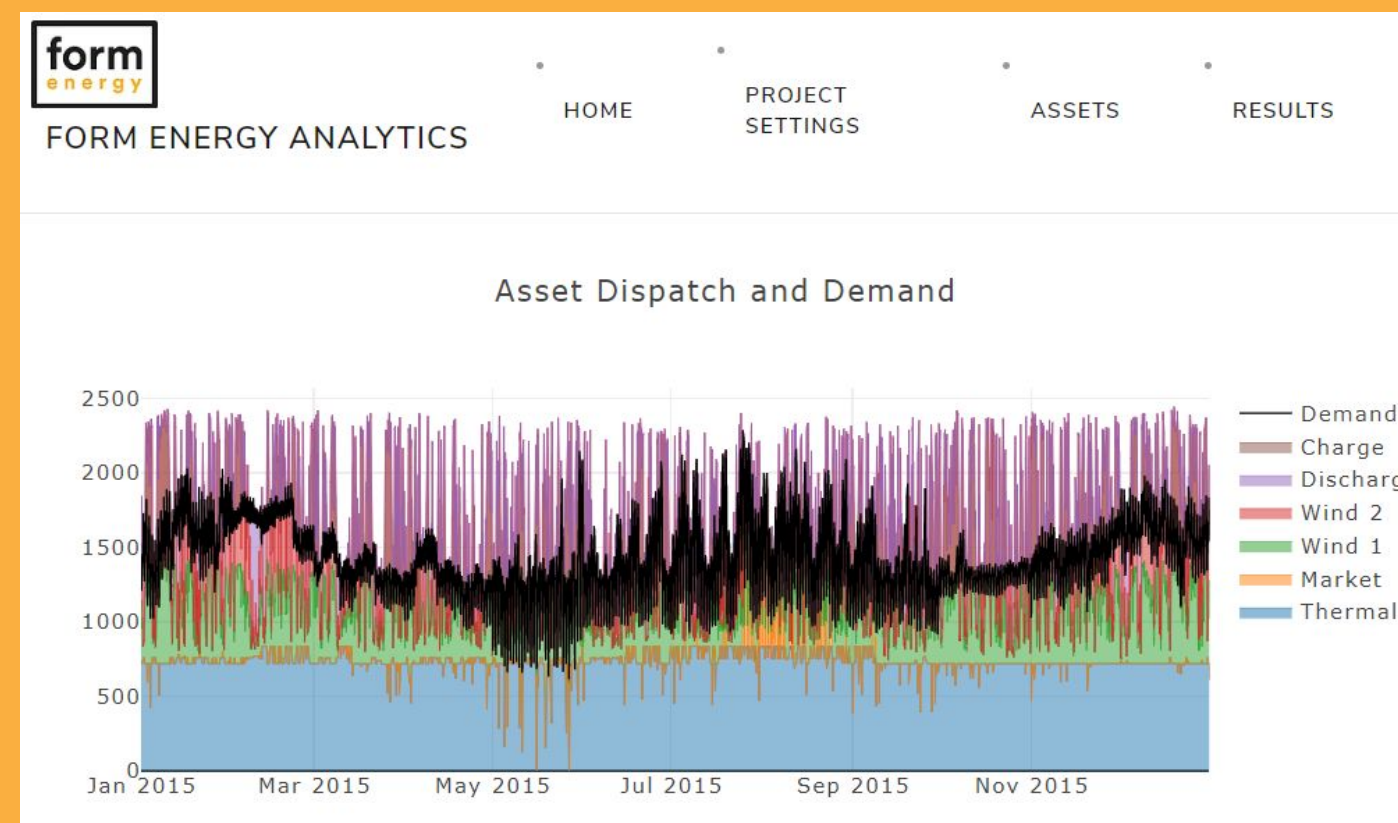 form
energy
FORM ENERGY ANALYTICS
HOME
PROJECT
SETTINGS
ASSETS
RESULTS
Asset Dispatch and Demand
2500
2000
1500
1000
500
0
Jan 2015
Mar 2015
May 2015
Jul 2015
Sep 2015
Nov 2015
Demand
Charge
Discharg
Wind 2
Wind 1
Market
Thermal